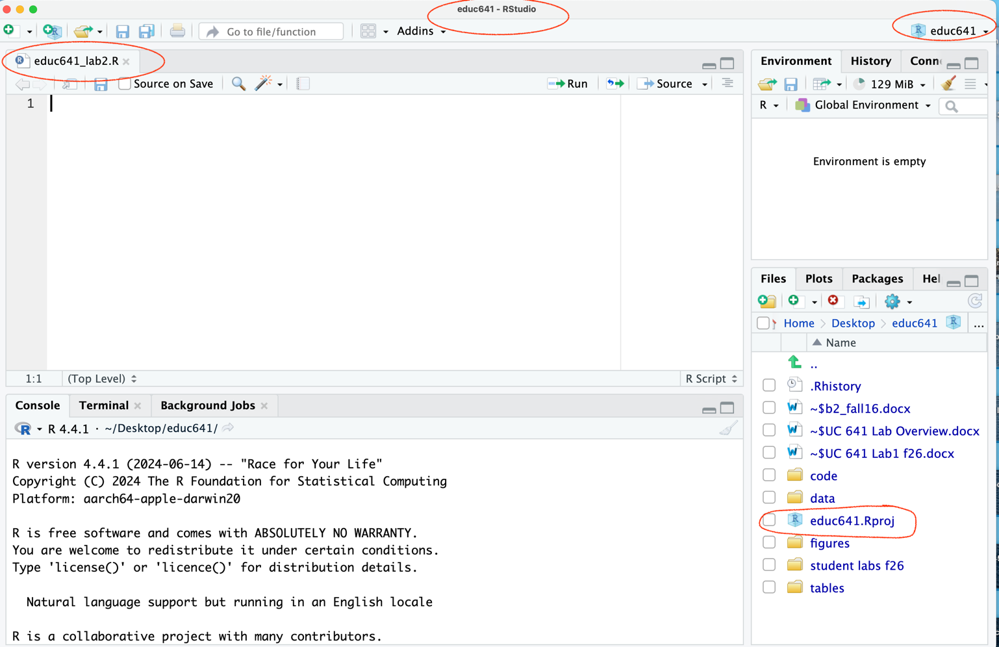 educ641 - RStudio
Go to file/function
Addins
educ641
educ641_lab2.R
Source on Save
Run
Source
1
1:1
(Top Level)
R Script
Console
Terminal
Background Jobs
R 4.4.1 · ~/Desktop/educ641/
R version 4.4.1 (2024-06-14) -- "Race for Your Life"
Copyright (C) 2024 The R Foundation for Statistical Computing
Platform: aarch64-apple-darwin20
R is free software and comes with ABSOLUTELY NO WARRANTY.
You are welcome to redistribute it under certain conditions.
Type 'license()' or 'licence()' for distribution details.
Natural language support but running in an English locale
R is a collaborative project with many contributors.
Environment
History
Conn
129 MiB
R
Global Environment
Environment is empty
Files
Plots
Packages
Hel
Home
Desktop
educ641
...
Name
..
.Rhistory
~$b2_fall16.docx
~$UC 641 Lab Overview.docx
~$UC 641 Lab1 f26.docx
code
data
educ641.Rproj
figures
student labs f26
tables